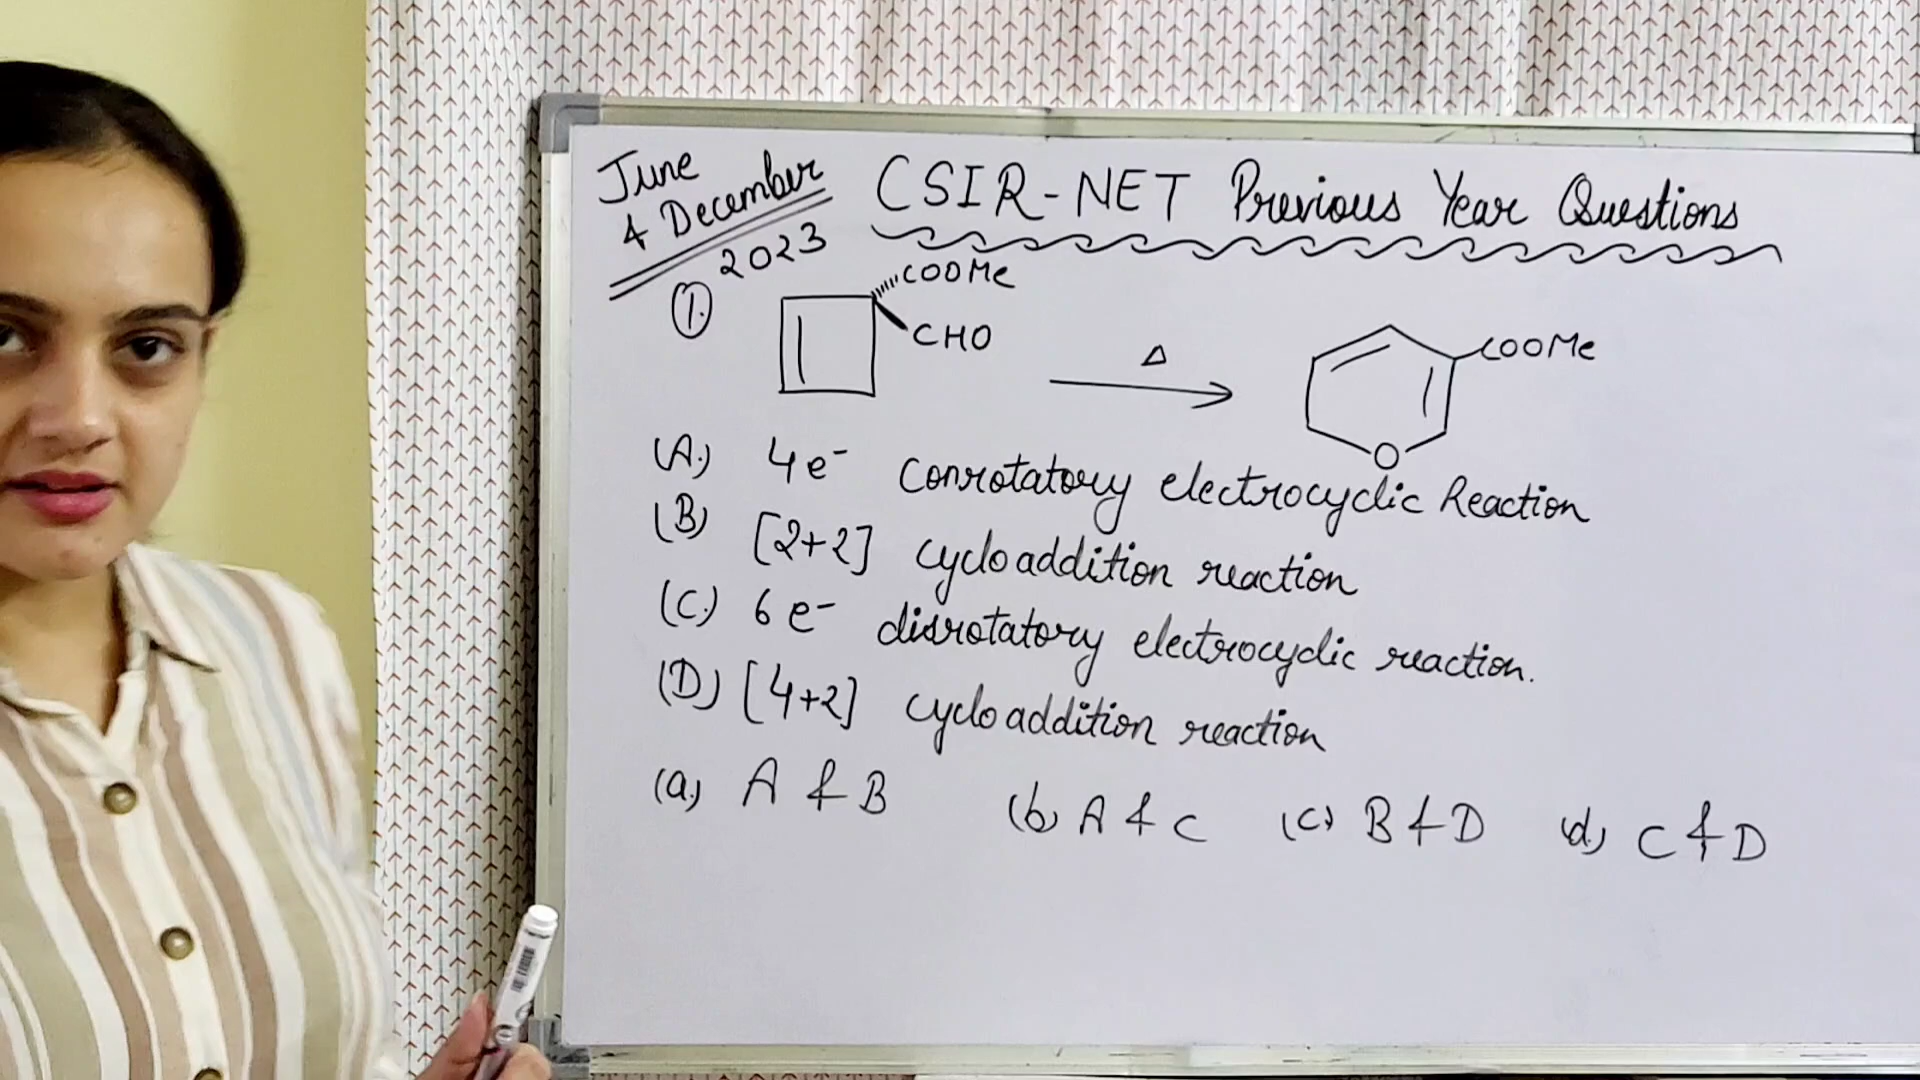 June
& December
2023
CSIR-NET Previous Year Questions
1.
COOMe
CHO
Δ
COOMe
O
(A.) 4e⁻ conrotatory electrocyclic Reaction
(B) [2+2] cycloaddition reaction
(C.) 6e⁻ disrotatory electrocyclic reaction.
(D) [4+2] cycloaddition reaction
(a) A & B (b) A & C (c) B & D (d) C & D